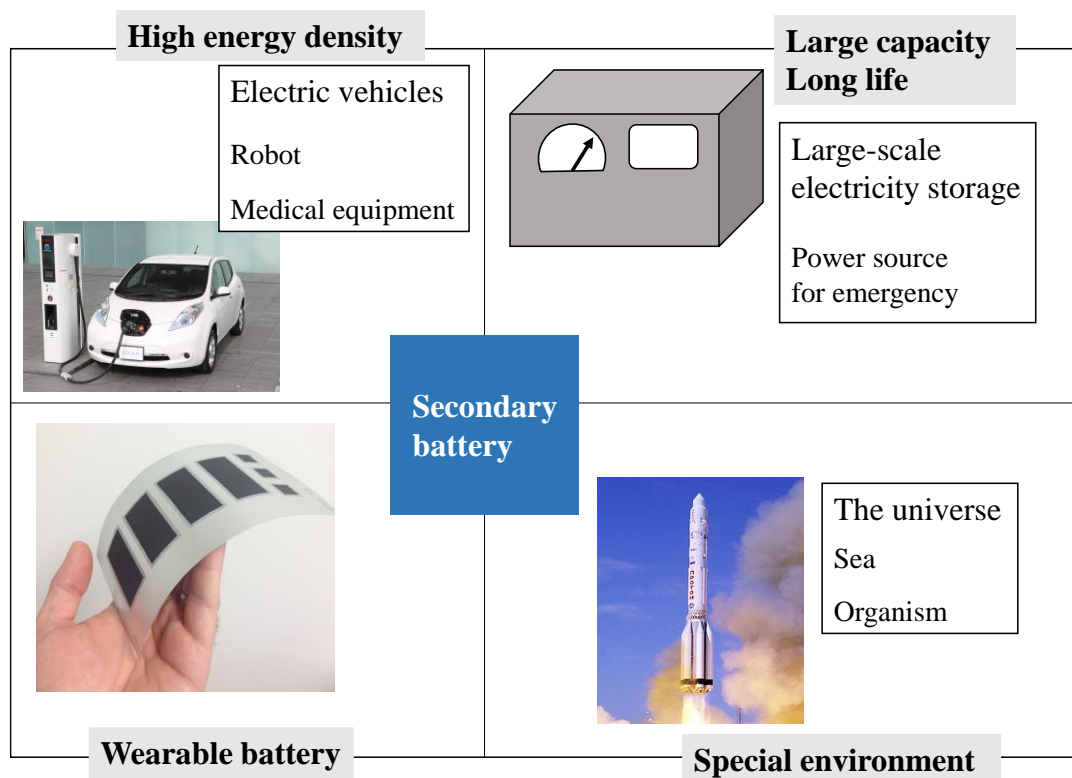 High energy density
Electric vehicles
Robot
Medical equipment
Large capacity
Long life
Large-scale
electricity storage
Power source
for emergency
Secondary
battery
Wearable battery
ПРОТОН
The universe
Sea
Organism
Special environment